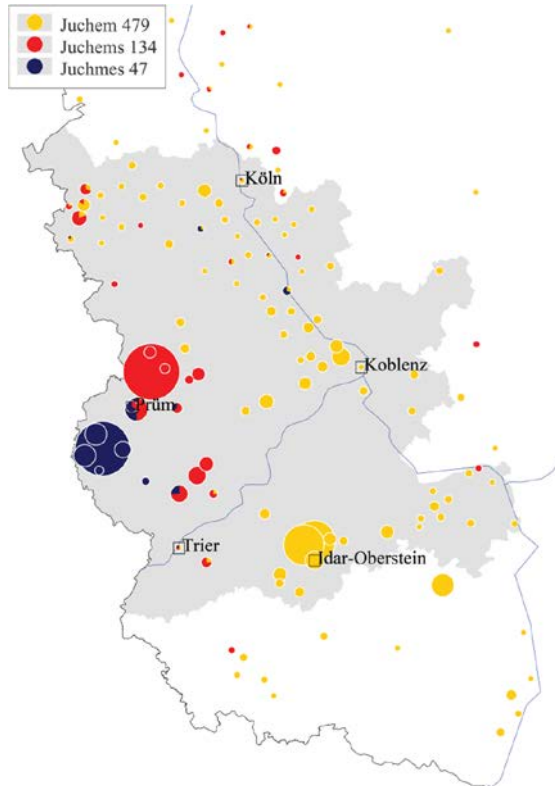 Juchem 479
Juchems 134
Juchmes 47
Köln
Koblenz
Prüm
Trier
Idar-Oberstein